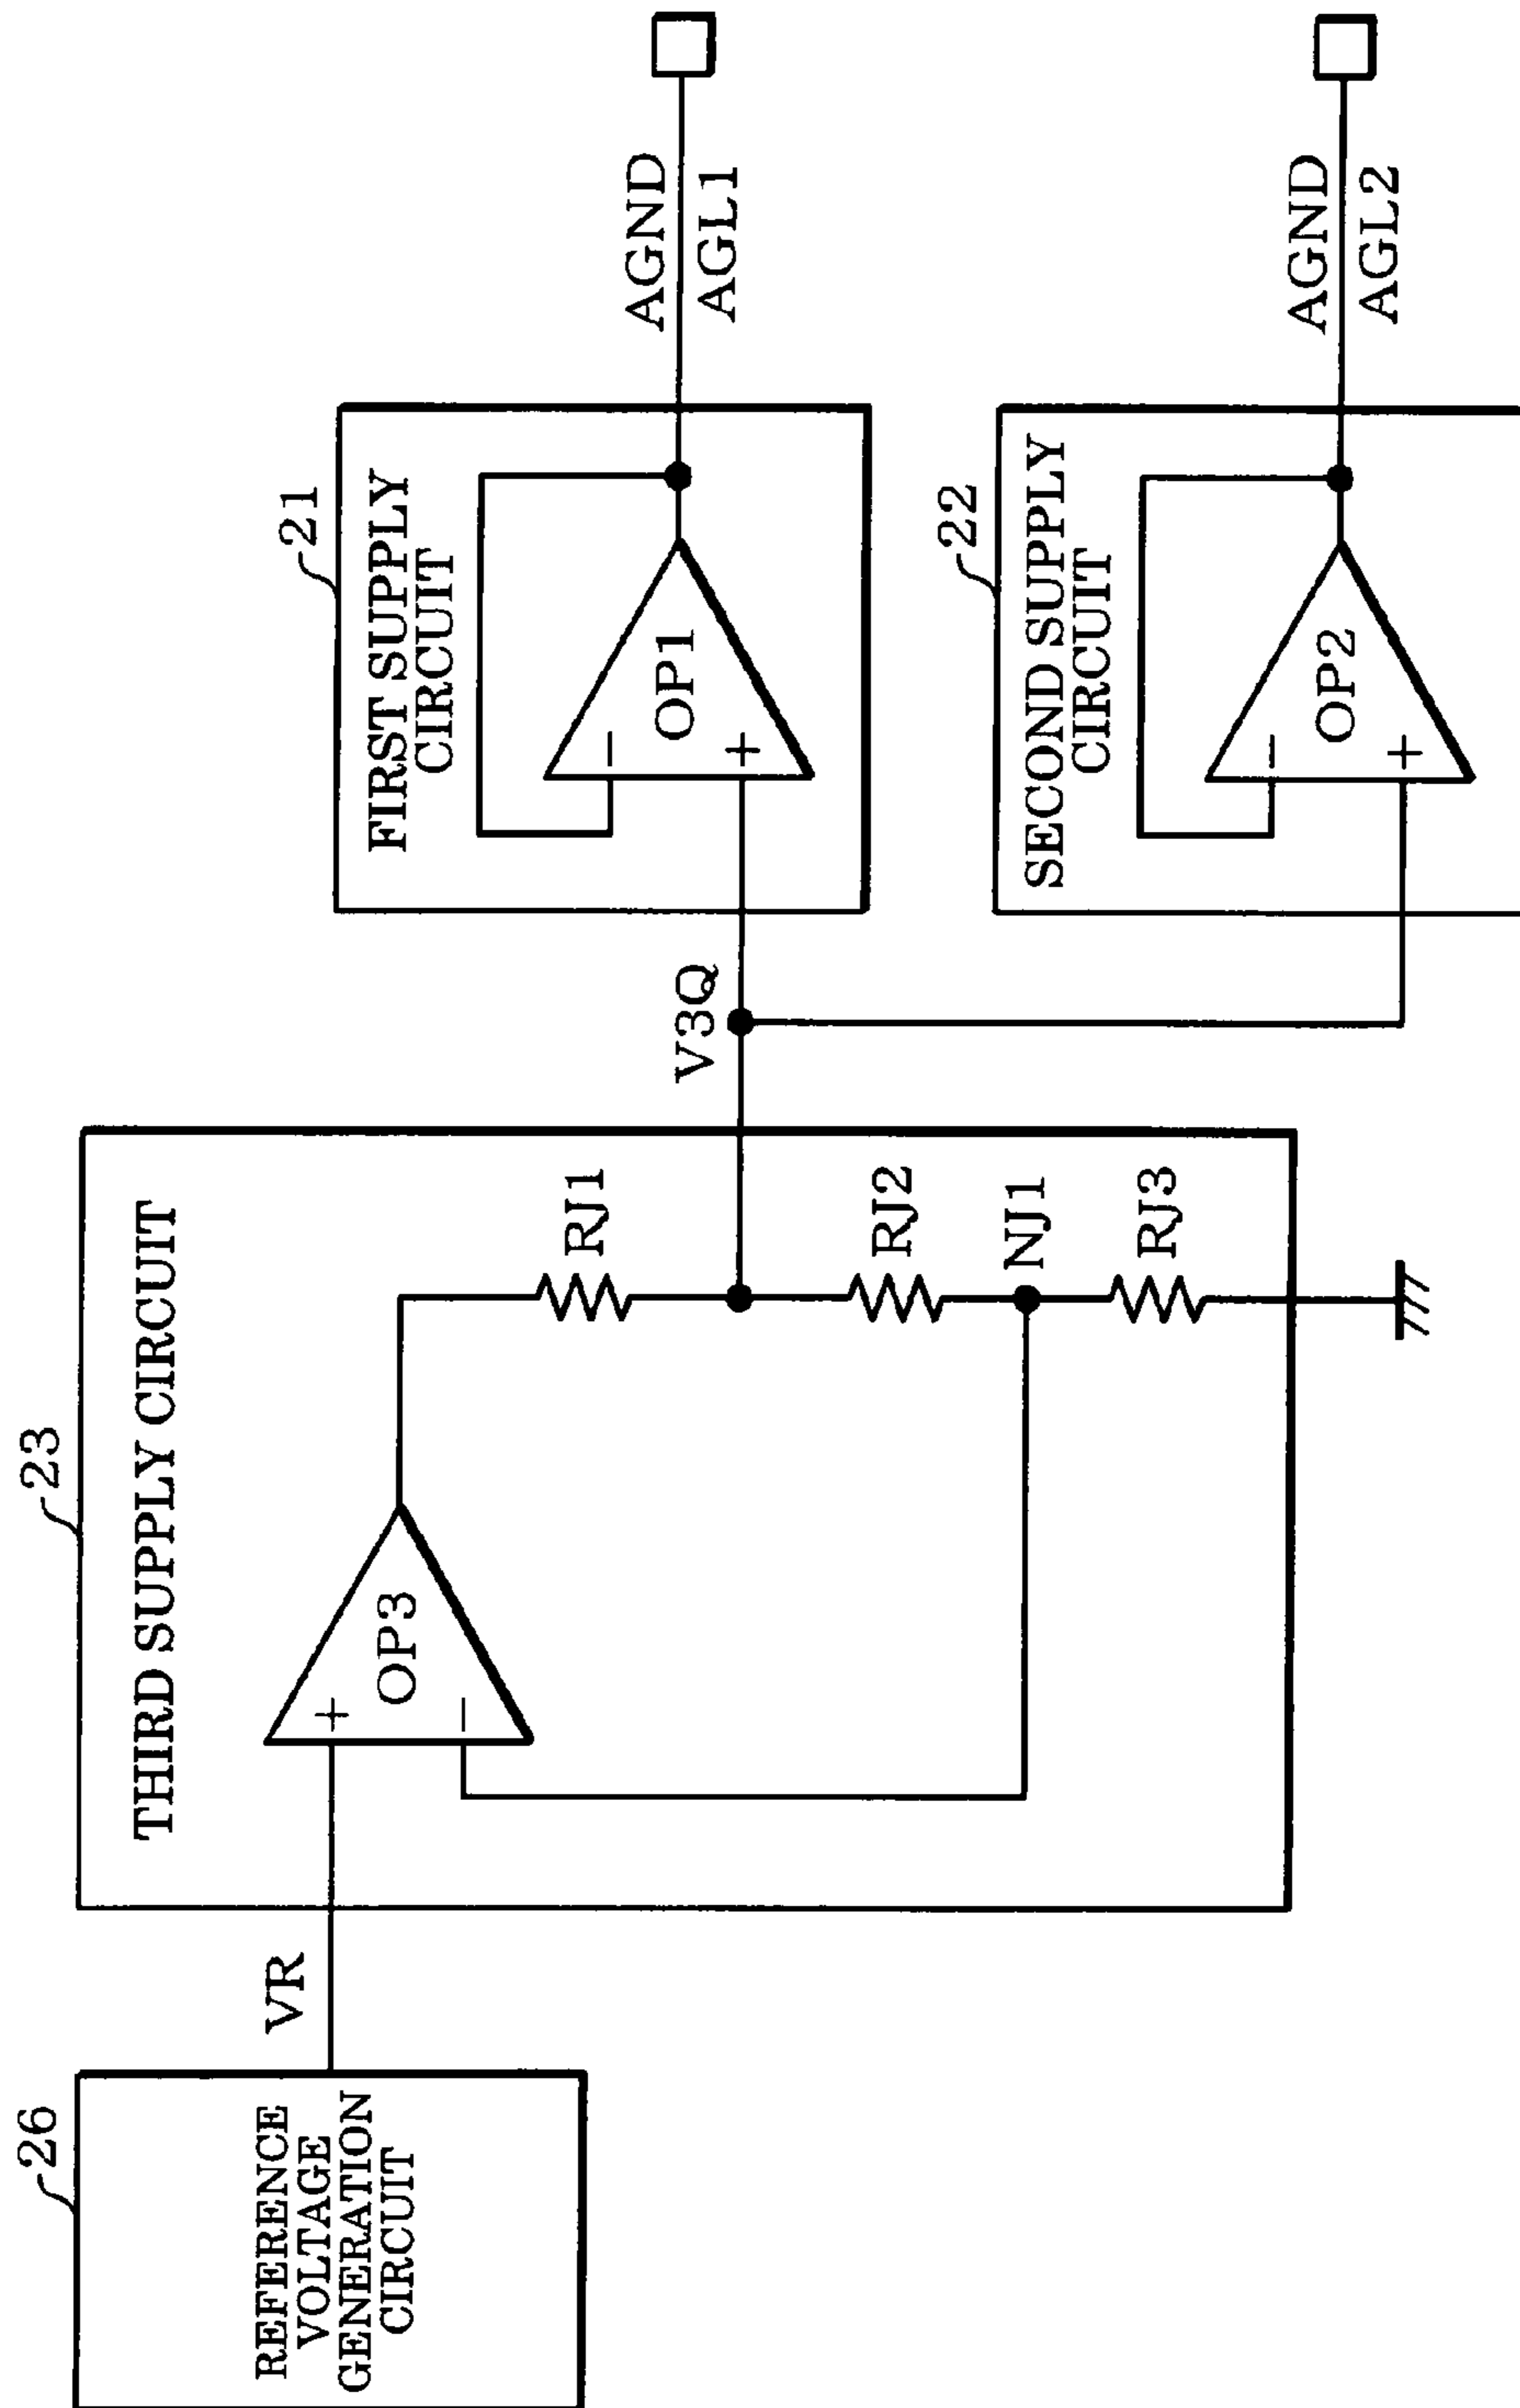 26
REFERENCE
VOLTAGE
GENERATION
CIRCUIT
VR
23
THIRD SUPPLY CIRCUIT
+
OP3
−
RJ1
RJ2
NJ1
RJ3
V3Q
21
FIRST SUPPLY
CIRCUIT
−
OP1
+
AGND
AGL1
22
SECOND SUPPLY
CIRCUIT
−
OP2
+
AGND
AGL2